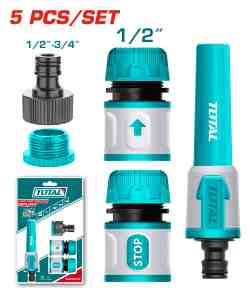 5 PCS/SET
1/2"-3/4"
1/2"
TOTAL
STOP
TOTAL